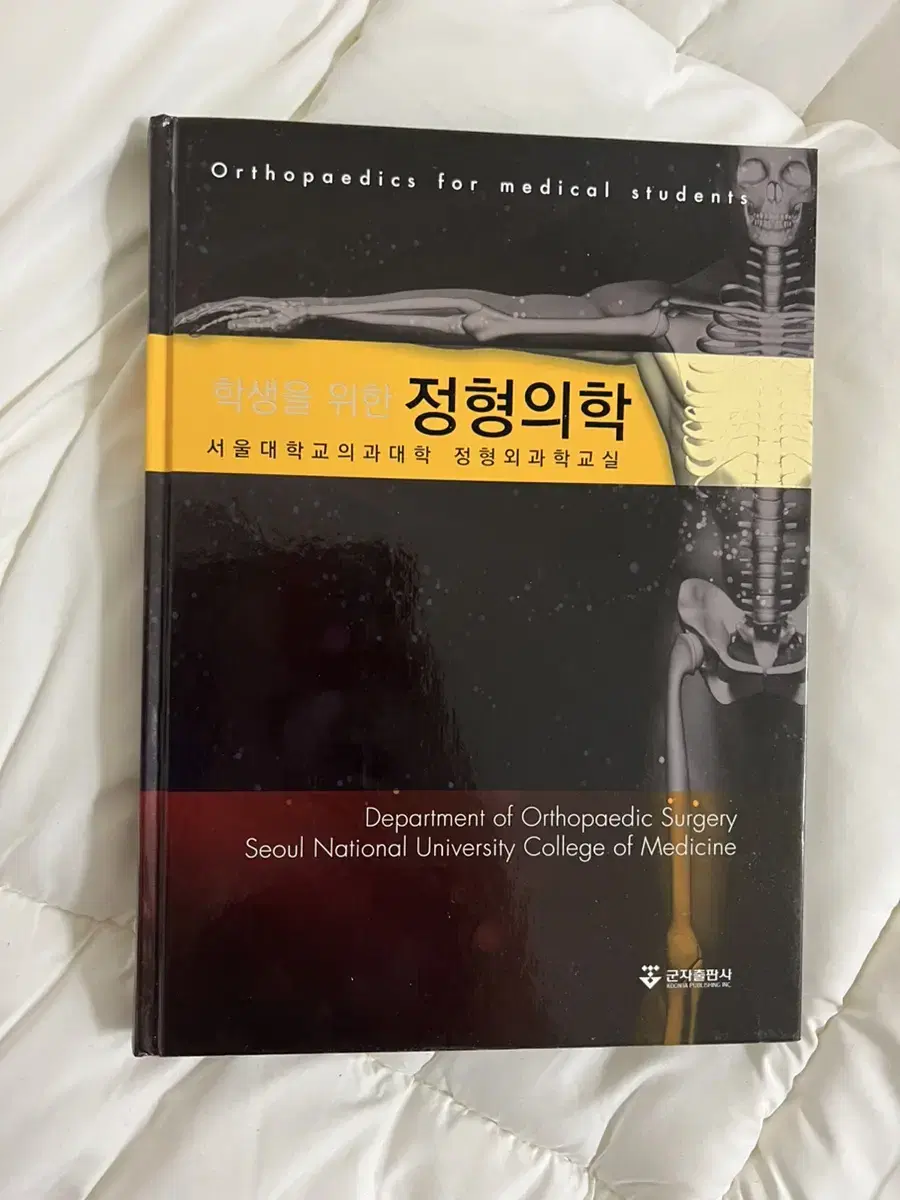 Orthopaedics for medical students
학생을 위한 정형의학
서울대학교의과대학 정형외과학교실
Department of Orthopaedic Surgery
Seoul National University College of Medicine
군자출판사
KOONJA PUBLISHING INC.